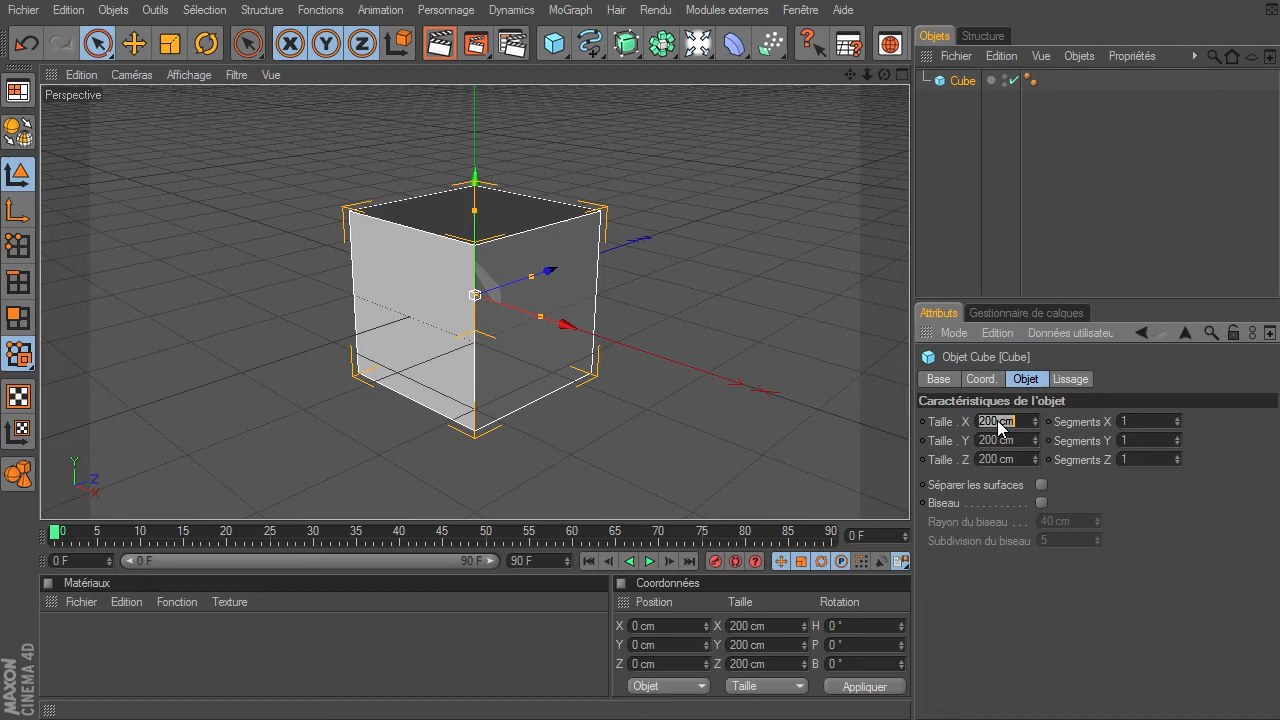 Fichier Edition Objets Outils Sélection Structure Fonctions Animation Personnage Dynamics MoGraph Hair Rendu Modules externes Fenêtre Aide
X Y Z
Objets Structure
Fichier Edition Vue Objets Propriétés
Edition Caméras Affichage Filtre Vue
Cube
Perspective
Attributs Gestionnaire de calques
Mode Edition Données utilisateu
Objet Cube [Cube]
Base Coord. Objet Lissage
Caractéristiques de l'objet
Taille . X 200 cm Segments X 1
Taille . Y 200 cm Segments Y 1
Taille . Z 200 cm Segments Z 1
Séparer les surfaces
Biseau . . . . . . . . . . .
Rayon du biseau . . . 40 cm
Subdivision du biseau 5
Y
Z
X
0 5 10 15 20 25 30 35 40 45 50 55 60 65 70 75 80 85 90 0 F
0 F 0 F 90 F 90 F
Matériaux
Fichier Edition Fonction Texture
Coordonnées
Position Taille Rotation
X 0 cm X 200 cm H 0 °
Y 0 cm Y 200 cm P 0 °
Z 0 cm Z 200 cm B 0 °
Objet Taille Appliquer
MAXON
CINEMA 4D